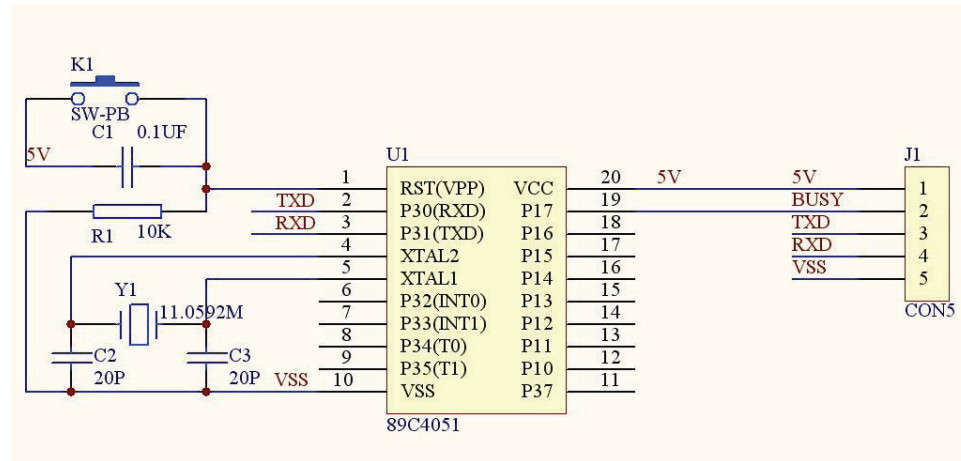 K1
SW-PB
C1 0.1UF
5V
R1 10K
TXD
RXD
Y1
11.0592M
C2
20P
C3
20P
VSS
U1
1 RST(VPP) VCC 20 5V
2 P30(RXD) P17 19
3 P31(TXD) P16 18
4 XTAL2 P15 17
5 XTAL1 P14 16
6 P32(INT0) P13 15
7 P33(INT1) P12 14
8 P34(T0) P11 13
9 P35(T1) P10 12
10 VSS P37 11
89C4051
J1
5V 1
BUSY 2
TXD 3
RXD 4
VSS 5
CON5